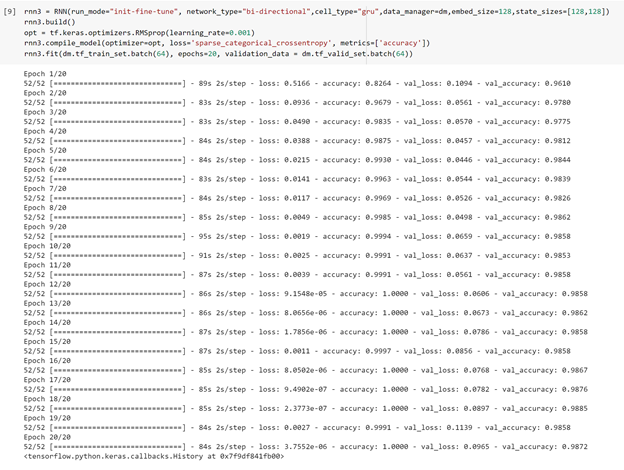 [9] rnn3 = RNN(run_mode="init-fine-tune", network_type="bi-directional",cell_type="gru",data_manager=dm,embed_size=128,state_sizes=[128,128])
rnn3.build()
opt = tf.keras.optimizers.RMSprop(learning_rate=0.001)
rnn3.compile_model(optimizer=opt, loss='sparse_categorical_crossentropy', metrics=['accuracy'])
rnn3.fit(dm.tf_train_set.batch(64), epochs=20, validation_data = dm.tf_valid_set.batch(64))
Epoch 1/20
52/52 [==============================] - 89s 2s/step - loss: 0.5166 - accuracy: 0.8264 - val_loss: 0.1094 - val_accuracy: 0.9610
Epoch 2/20
52/52 [==============================] - 83s 2s/step - loss: 0.0936 - accuracy: 0.9679 - val_loss: 0.0561 - val_accuracy: 0.9780
Epoch 3/20
52/52 [==============================] - 83s 2s/step - loss: 0.0490 - accuracy: 0.9835 - val_loss: 0.0570 - val_accuracy: 0.9775
Epoch 4/20
52/52 [==============================] - 84s 2s/step - loss: 0.0388 - accuracy: 0.9875 - val_loss: 0.0457 - val_accuracy: 0.9812
Epoch 5/20
52/52 [==============================] - 84s 2s/step - loss: 0.0215 - accuracy: 0.9930 - val_loss: 0.0446 - val_accuracy: 0.9844
Epoch 6/20
52/52 [==============================] - 83s 2s/step - loss: 0.0141 - accuracy: 0.9963 - val_loss: 0.0544 - val_accuracy: 0.9839
Epoch 7/20
52/52 [==============================] - 84s 2s/step - loss: 0.0117 - accuracy: 0.9969 - val_loss: 0.0526 - val_accuracy: 0.9826
Epoch 8/20
52/52 [==============================] - 85s 2s/step - loss: 0.0049 - accuracy: 0.9985 - val_loss: 0.0498 - val_accuracy: 0.9862
Epoch 9/20
52/52 [==============================] - 95s 2s/step - loss: 0.0019 - accuracy: 0.9994 - val_loss: 0.0659 - val_accuracy: 0.9858
Epoch 10/20
52/52 [==============================] - 91s 2s/step - loss: 0.0025 - accuracy: 0.9991 - val_loss: 0.0637 - val_accuracy: 0.9853
Epoch 11/20
52/52 [==============================] - 87s 2s/step - loss: 0.0039 - accuracy: 0.9991 - val_loss: 0.0561 - val_accuracy: 0.9858
Epoch 12/20
52/52 [==============================] - 86s 2s/step - loss: 9.1548e-05 - accuracy: 1.0000 - val_loss: 0.0606 - val_accuracy: 0.9858
Epoch 13/20
52/52 [==============================] - 86s 2s/step - loss: 8.0656e-06 - accuracy: 1.0000 - val_loss: 0.0673 - val_accuracy: 0.9862
Epoch 14/20
52/52 [==============================] - 87s 2s/step - loss: 1.7856e-06 - accuracy: 1.0000 - val_loss: 0.0786 - val_accuracy: 0.9858
Epoch 15/20
52/52 [==============================] - 87s 2s/step - loss: 0.0011 - accuracy: 0.9997 - val_loss: 0.0856 - val_accuracy: 0.9858
Epoch 16/20
52/52 [==============================] - 85s 2s/step - loss: 8.0502e-06 - accuracy: 1.0000 - val_loss: 0.0768 - val_accuracy: 0.9867
Epoch 17/20
52/52 [==============================] - 85s 2s/step - loss: 9.4902e-07 - accuracy: 1.0000 - val_loss: 0.0782 - val_accuracy: 0.9876
Epoch 18/20
52/52 [==============================] - 85s 2s/step - loss: 2.3773e-07 - accuracy: 1.0000 - val_loss: 0.0897 - val_accuracy: 0.9885
Epoch 19/20
52/52 [==============================] - 84s 2s/step - loss: 0.0027 - accuracy: 0.9991 - val_loss: 0.1139 - val_accuracy: 0.9858
Epoch 20/20
52/52 [==============================] - 84s 2s/step - loss: 3.7552e-06 - accuracy: 1.0000 - val_loss: 0.0965 - val_accuracy: 0.9872
<tensorflow.python.keras.callbacks.History at 0x7f9df841fb00>